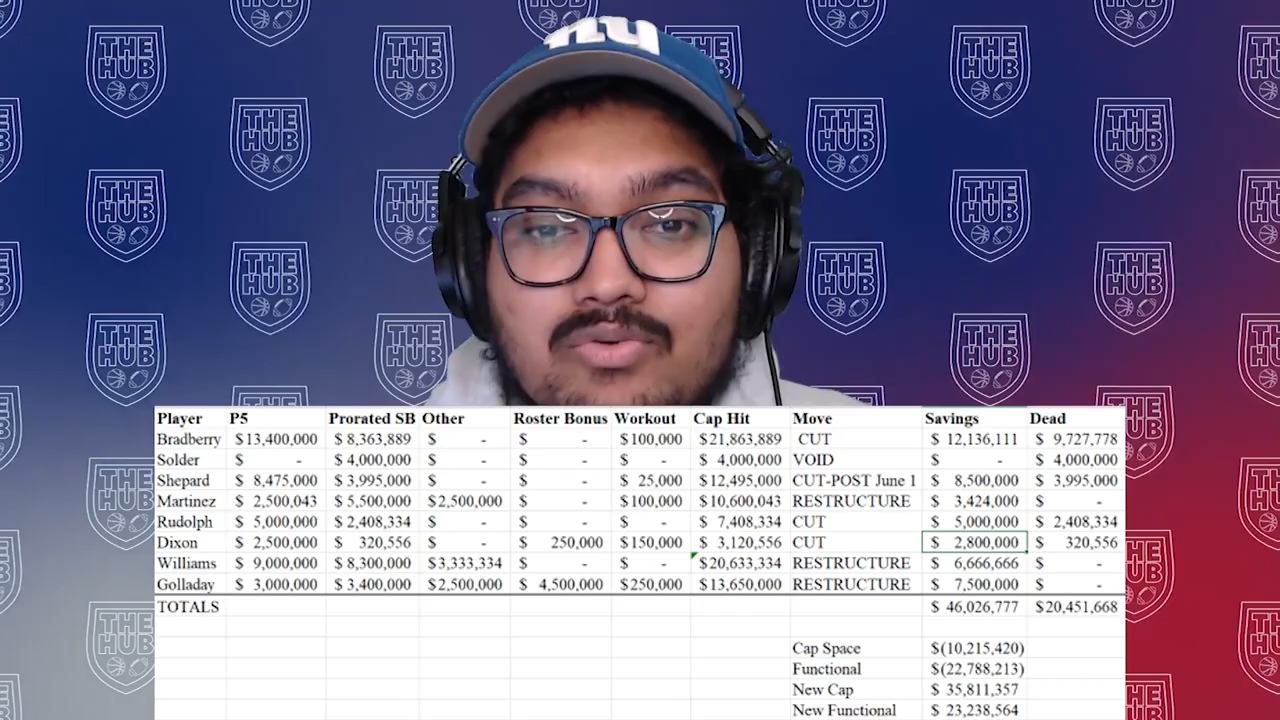 THE HUB
ny
Player P5 Prorated SB Other Roster Bonus Workout Cap Hit Move Savings Dead
Bradberry $13,400,000 $ 8,363,889 $ - $ - $100,000 $21,863,889 CUT $ 12,136,111 $ 9,727,778
Solder $ - $ 4,000,000 $ - $ - $ - $ 4,000,000 VOID $ - $ 4,000,000
Shepard $ 8,475,000 $ 3,995,000 $ - $ - $ 25,000 $12,495,000 CUT-POST June 1 $ 8,500,000 $ 3,995,000
Martinez $ 2,500,043 $ 5,500,000 $2,500,000 $ - $100,000 $10,600,043 RESTRUCTURE $ 3,424,000 $ -
Rudolph $ 5,000,000 $ 2,408,334 $ - $ - $ - $ 7,408,334 CUT $ 5,000,000 $ 2,408,334
Dixon $ 2,500,000 $ 320,556 $ - $ 250,000 $150,000 $ 3,120,556 CUT $ 2,800,000 $ 320,556
Williams $ 9,000,000 $ 8,300,000 $3,333,334 $ - $ - $20,633,334 RESTRUCTURE $ 6,666,666 $ -
Golladay $ 3,000,000 $ 3,400,000 $2,500,000 $ 4,500,000 $250,000 $13,650,000 RESTRUCTURE $ 7,500,000 $ -
TOTALS $ 46,026,777 $20,451,668
Cap Space $(10,215,420)
Functional $(22,788,213)
New Cap $ 35,811,357
New Functional $ 23,238,564